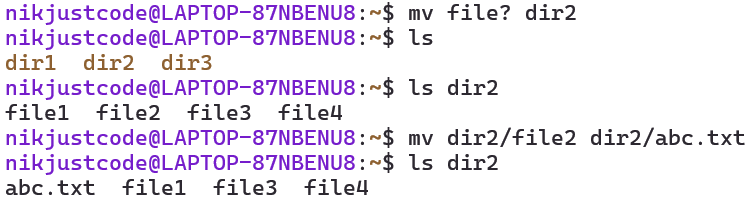 nikjustcode@LAPTOP-87NBENU8:~$ mv file? dir2
nikjustcode@LAPTOP-87NBENU8:~$ ls
dir1  dir2  dir3
nikjustcode@LAPTOP-87NBENU8:~$ ls dir2
file1  file2  file3  file4
nikjustcode@LAPTOP-87NBENU8:~$ mv dir2/file2 dir2/abc.txt
nikjustcode@LAPTOP-87NBENU8:~$ ls dir2
abc.txt  file1  file3  file4